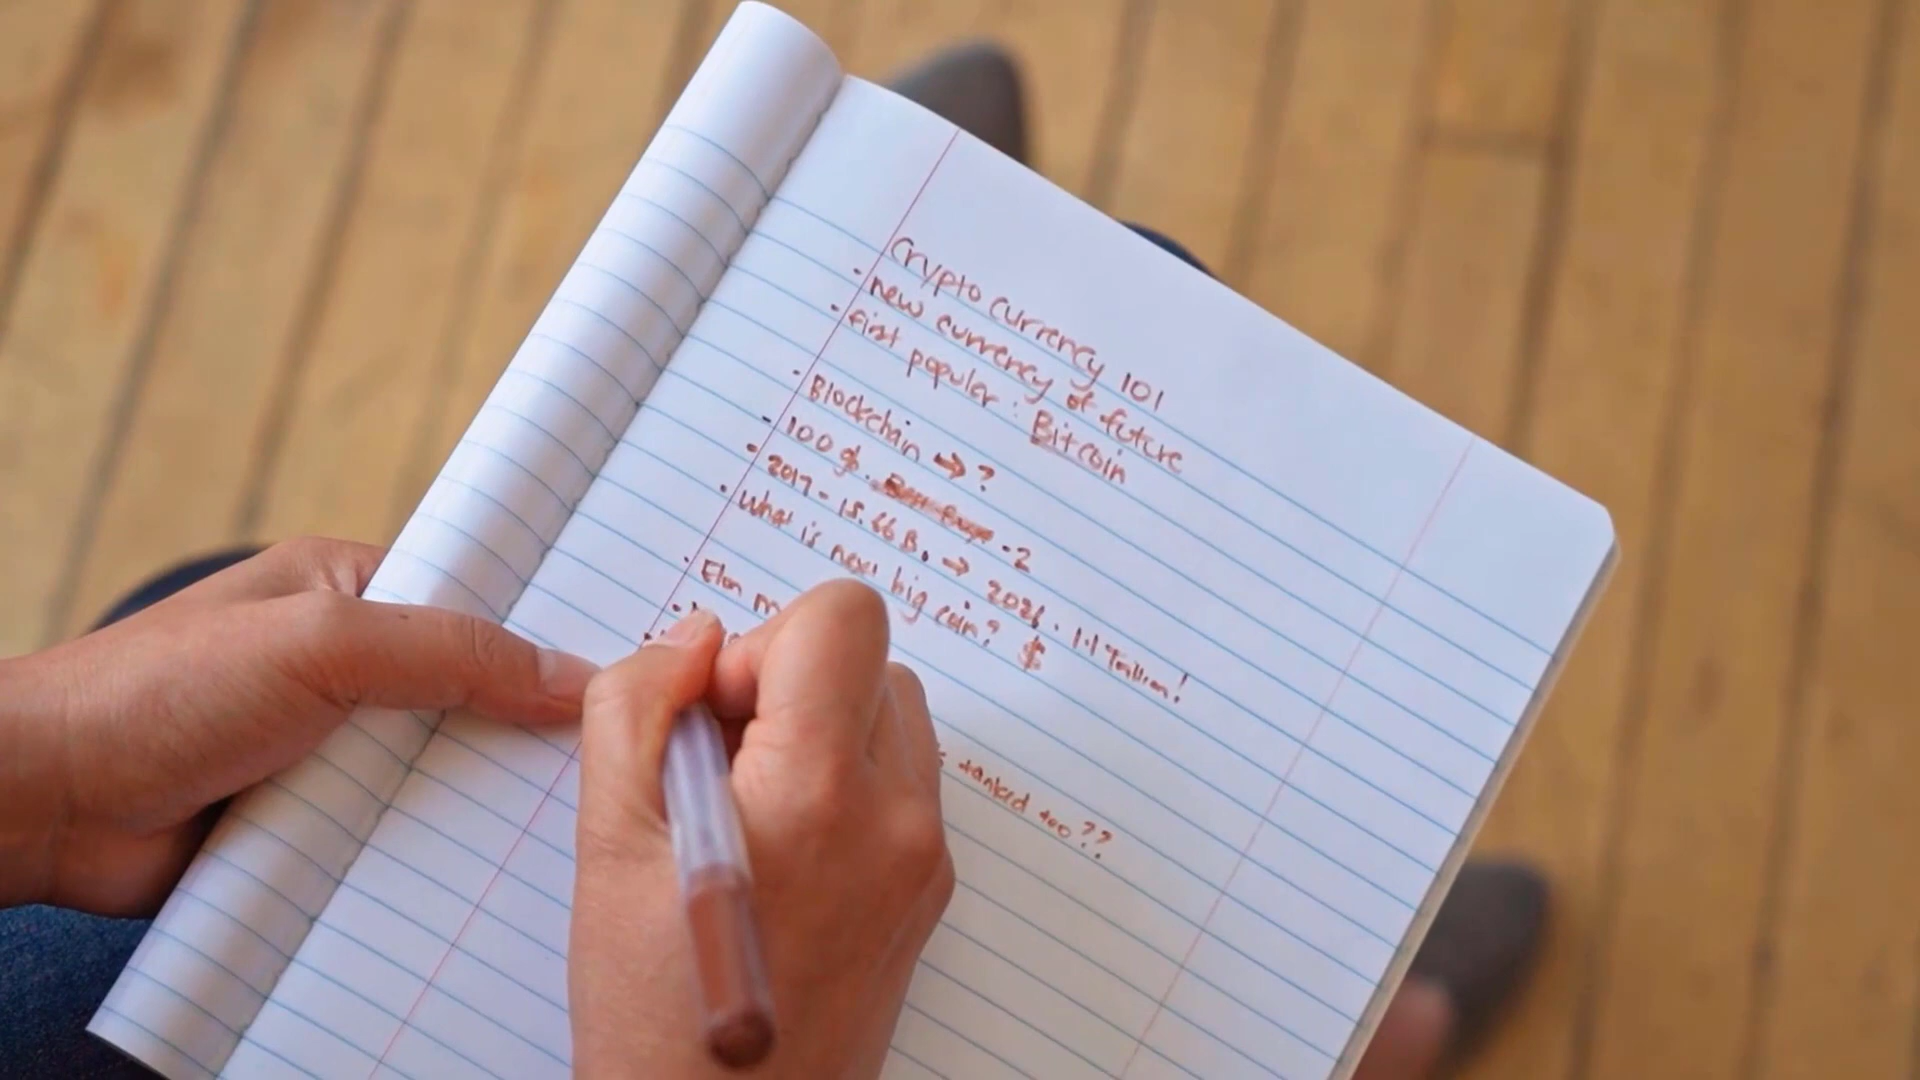 Crypto currency 101
• new currency of future
• first popular : Bitcoin
• Blockchain → ?
- 100 %. -2
• 2017 - 15.66 B. → 2021. 1.1 Trillion!
• What is next big coin? $
• Elon m
tanked too??